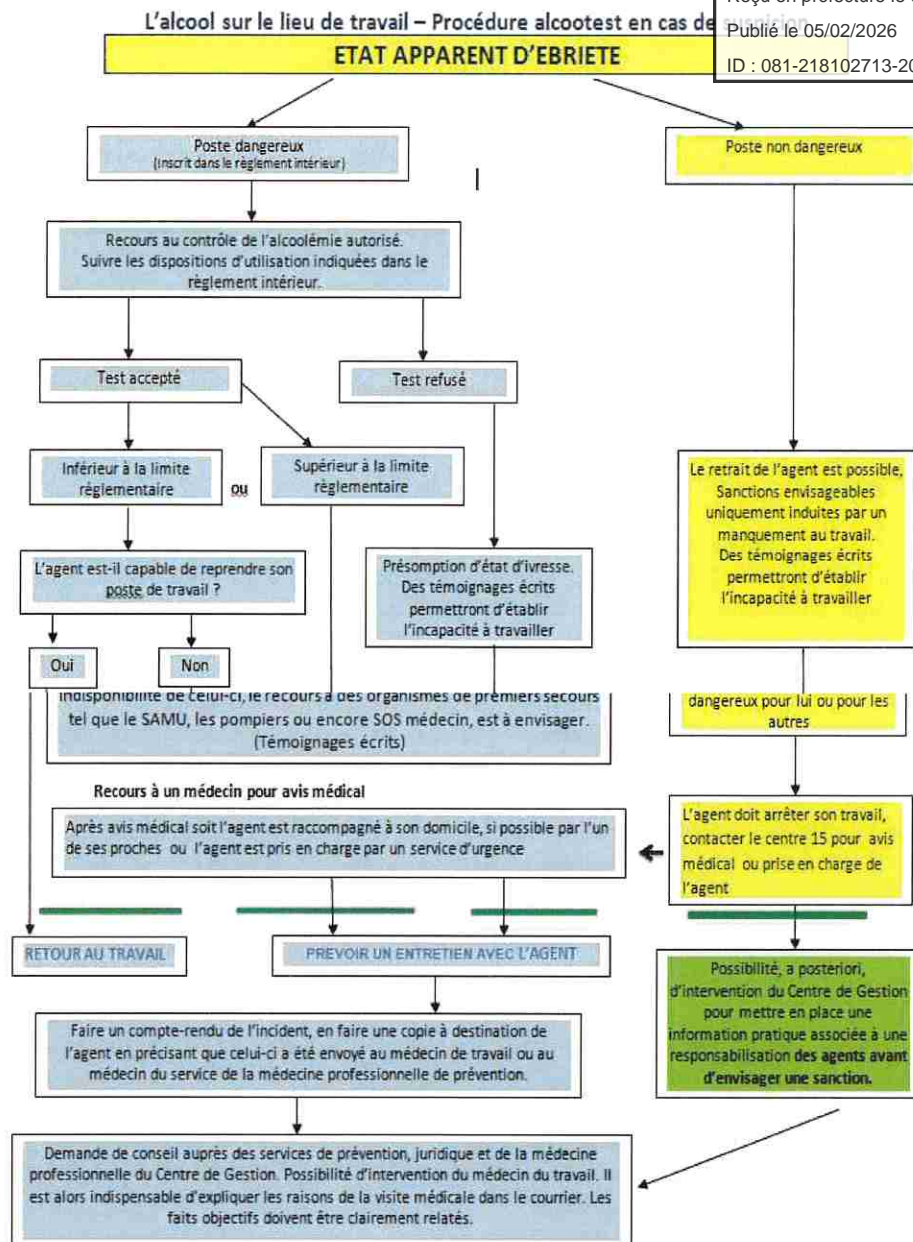 L'alcool sur le lieu de travail – Procédure alcootest en cas de suspicion
Publié le 05/02/2026
ID : 081-218102713-20
ETAT APPARENT D'EBRIETE
Poste dangereux
(Inscrit dans le règlement intérieur)
Poste non dangereux
Recours au contrôle de l'alcoolémie autorisé.
Suivre les dispositions d'utilisation indiquées dans le
règlement intérieur.
Test accepté
Test refusé
Inférieur à la limite
règlementaire
ou
Supérieur à la limite
règlementaire
Le retrait de l'agent est possible,
Sanctions envisageables
uniquement induites par un
manquement au travail.
Des témoignages écrits
permettront d'établir
l'incapacité à travailler
L'agent est-il capable de reprendre son
poste de travail ?
Présomption d'état d'ivresse.
Des témoignages écrits
permettront d'établir
l'incapacité à travailler
Oui
Non
indisponibilité de celui-ci, le recours à des organismes de premiers secours
tel que le SAMU, les pompiers ou encore SOS médecin, est à envisager.
(Témoignages écrits)
dangereux pour lui ou pour les
autres
Recours à un médecin pour avis médical
Après avis médical soit l'agent est raccompagné à son domicile, si possible par l'un
de ses proches ou l'agent est pris en charge par un service d'urgence
L'agent doit arrêter son travail,
contacter le centre 15 pour avis
médical ou prise en charge de
l'agent
RETOUR AU TRAVAIL
PREVOIR UN ENTRETIEN AVEC L'AGENT
Possibilité, a posteriori,
d'intervention du Centre de Gestion
pour mettre en place une
information pratique associée à une
responsabilisation des agents avant
d'envisager une sanction.
Faire un compte-rendu de l'incident, en faire une copie à destination de
l'agent en précisant que celui-ci a été envoyé au médecin de travail ou au
médecin du service de la médecine professionnelle de prévention.
Demande de conseil auprès des services de prévention, juridique et de la médecine
professionnelle du Centre de Gestion. Possibilité d'intervention du médecin du travail. Il
est alors indispensable d'expliquer les raisons de la visite médicale dans le courrier. Les
faits objectifs doivent être clairement relatés.